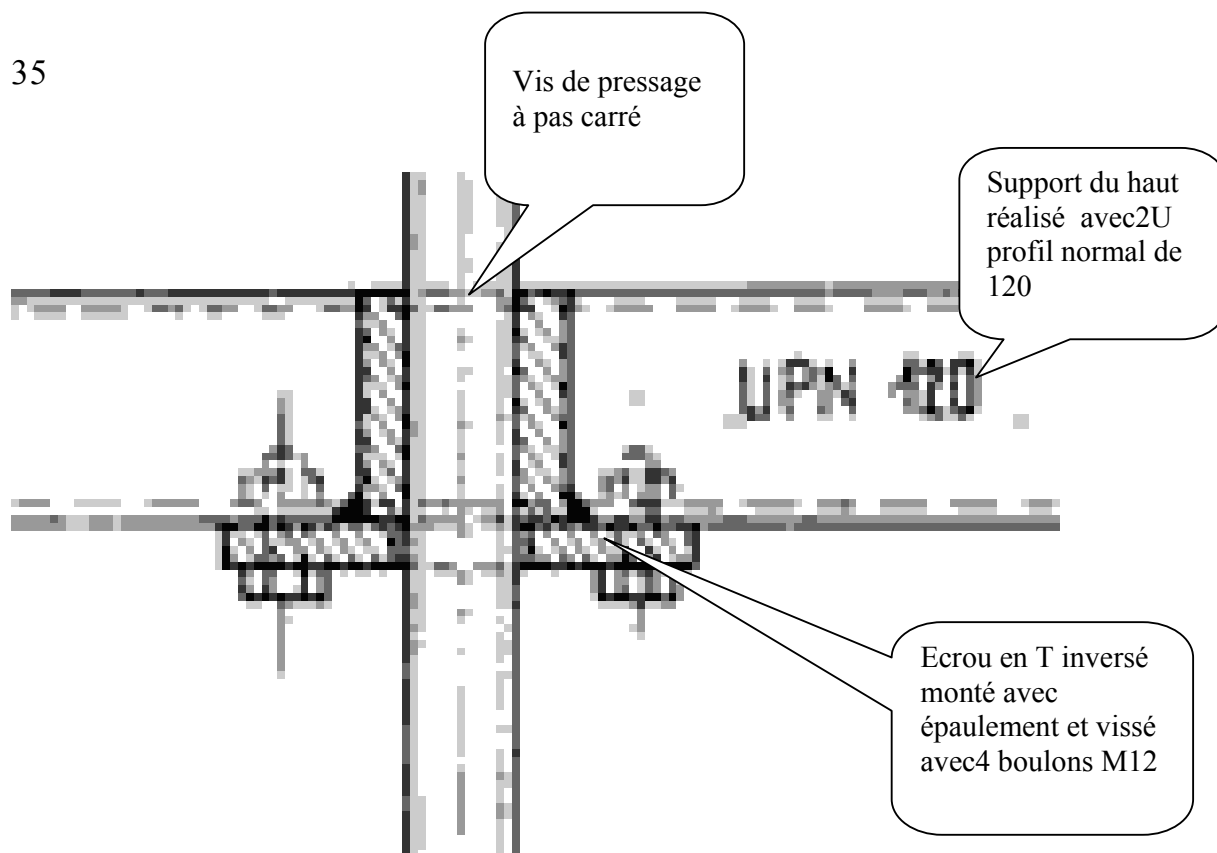 35
Vis de pressage
à pas carré
Support du haut
réalisé avec2U
profil normal de
120
UPN
Ecrou en T inversé
monté avec
épaulement et vissé
avec4 boulons M12